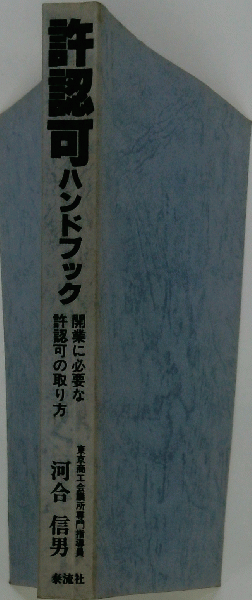 許認可ハンドブック
開業に必要な
許認可の取り方
東京商工会議所専門指導員
河合 信男
泰流社